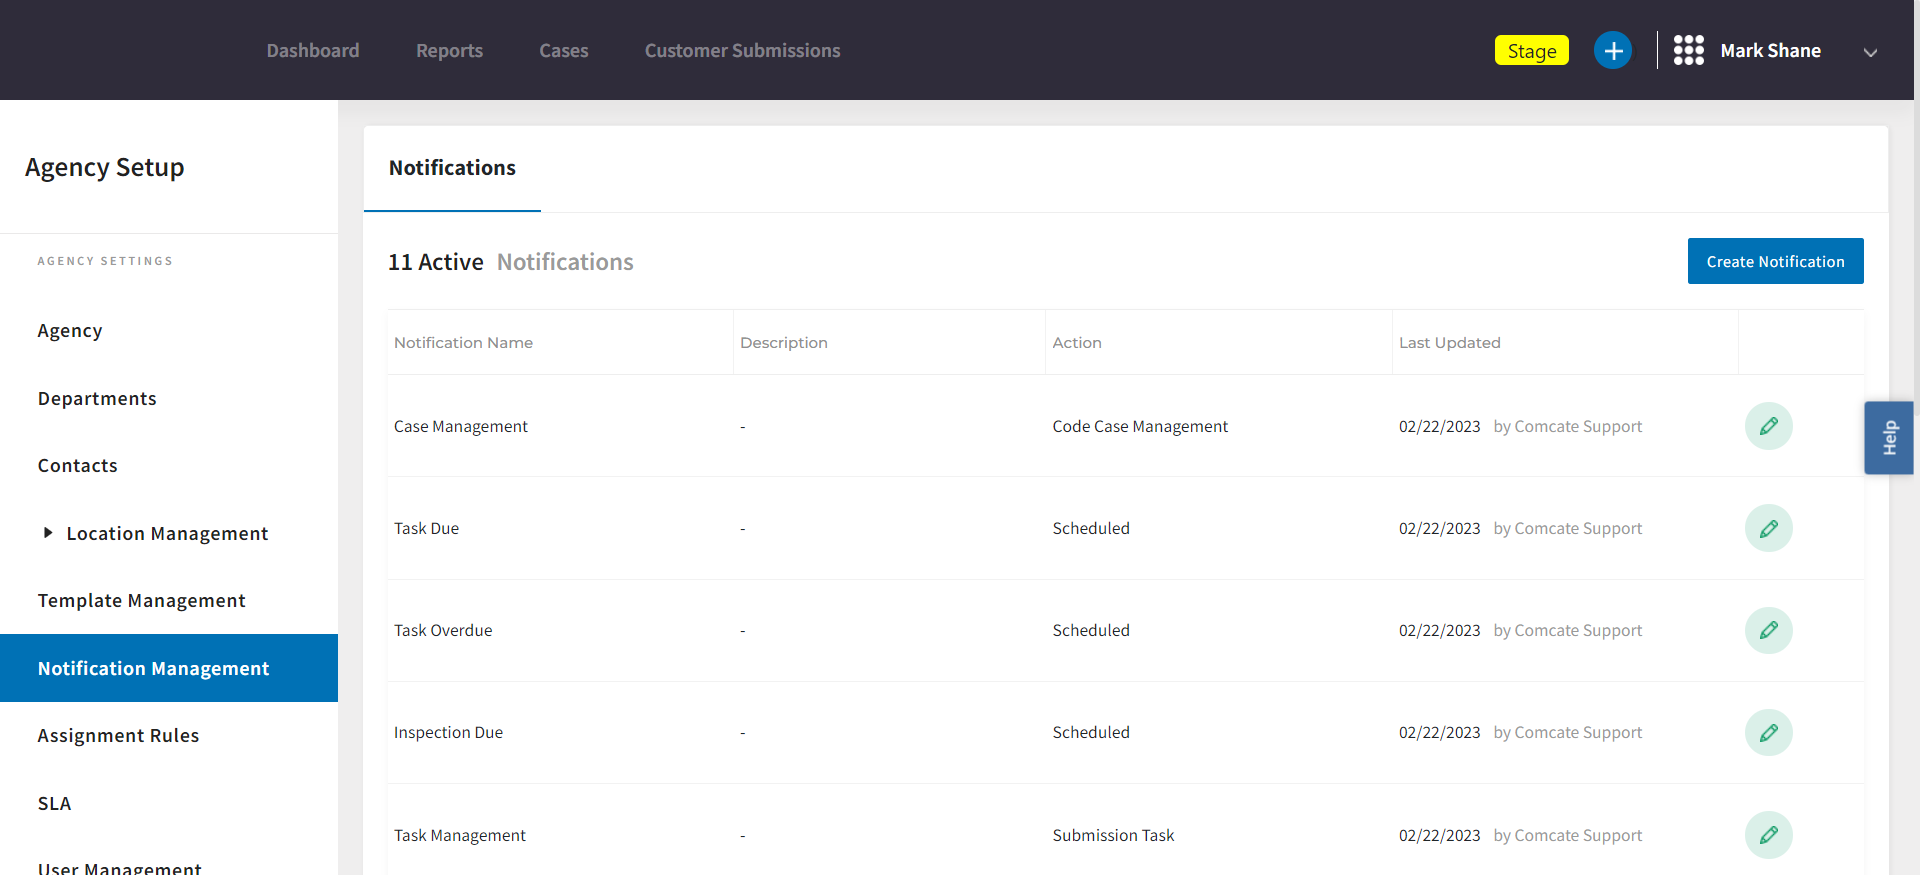 Dashboard Reports Cases Customer Submissions Stage Mark Shane
Agency Setup
AGENCY SETTINGS
Agency
Departments
Contacts
Location Management
Template Management
Notification Management
Assignment Rules
SLA
User Management
Notifications
11 Active Notifications
Create Notification
Notification Name Description Action Last Updated
Case Management - Code Case Management 02/22/2023 by Comcate Support
Task Due - Scheduled 02/22/2023 by Comcate Support
Task Overdue - Scheduled 02/22/2023 by Comcate Support
Inspection Due - Scheduled 02/22/2023 by Comcate Support
Task Management - Submission Task 02/22/2023 by Comcate Support
Help